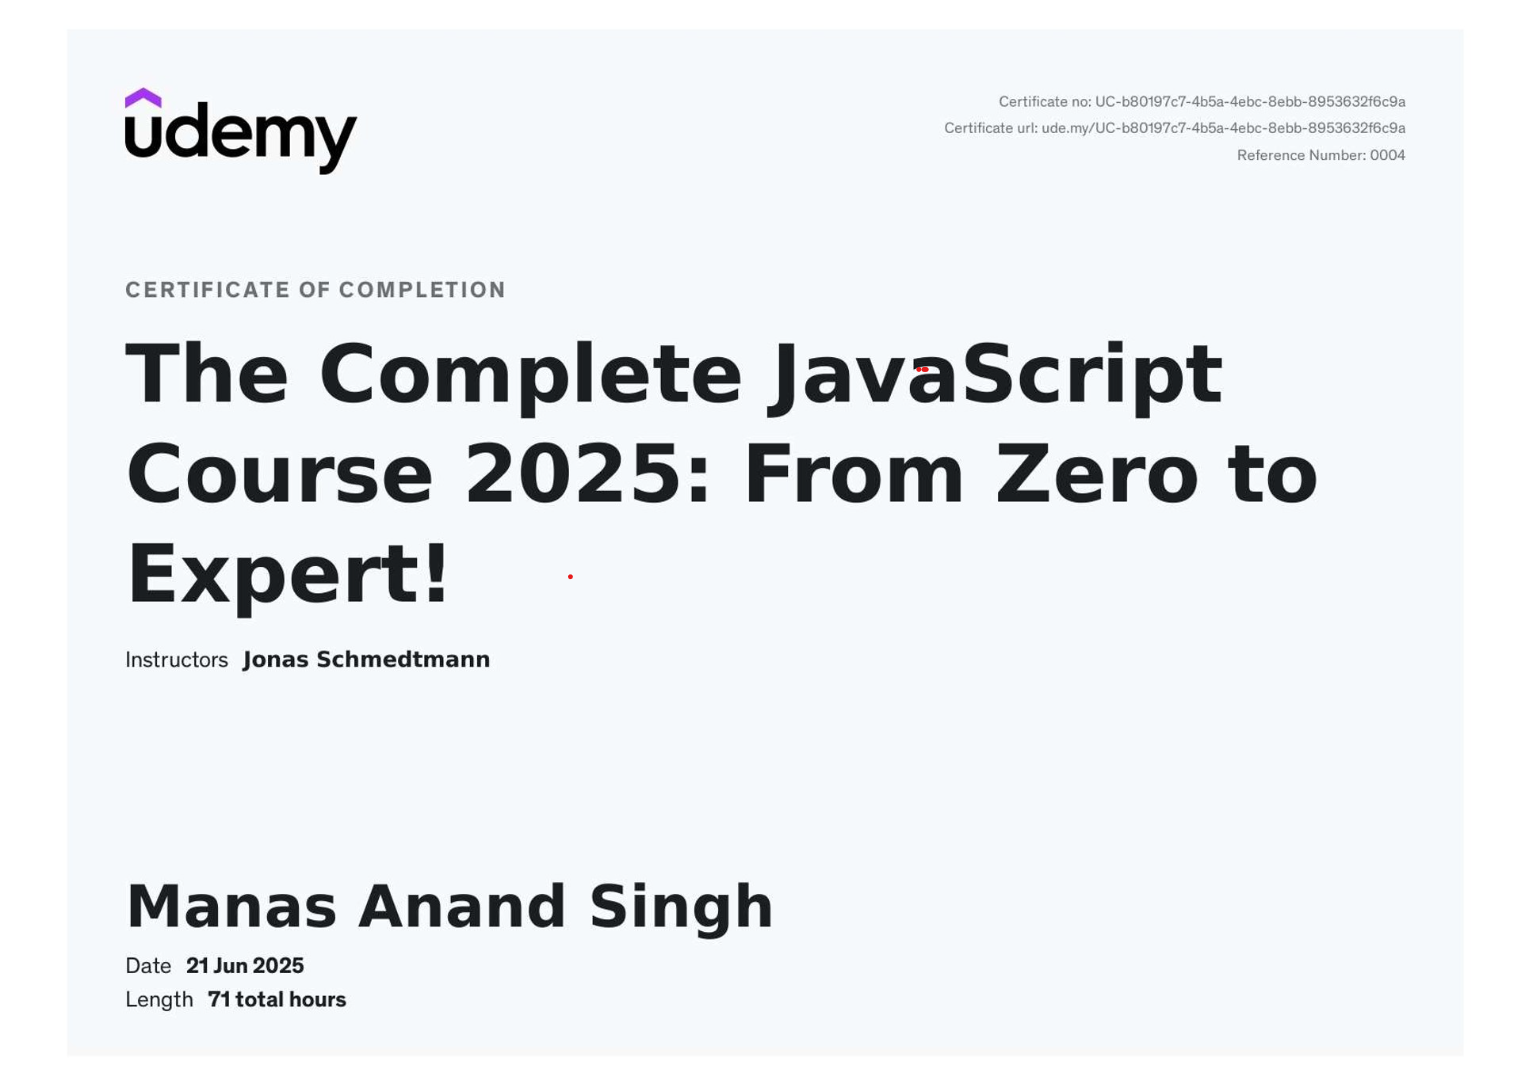 udemy
Certificate no: UC-b80197c7-4b5a-4ebc-8ebb-8953632f6c9a
Certificate url: ude.my/UC-b80197c7-4b5a-4ebc-8ebb-8953632f6c9a
Reference Number: 0004
CERTIFICATE OF COMPLETION
The Complete JavaScript
Course 2025: From Zero to
Expert!
Instructors Jonas Schmedtmann
Manas Anand Singh
Date 21 Jun 2025
Length 71 total hours